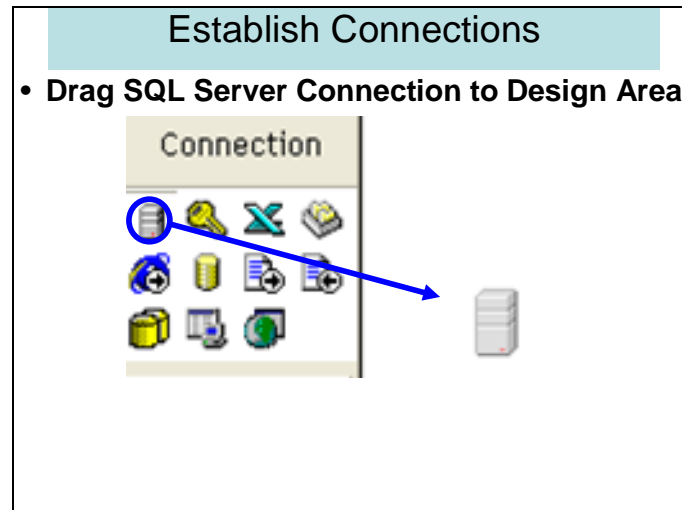 Establish Connections
• Drag SQL Server Connection to Design Area
Connection